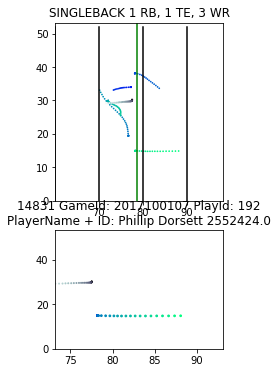 SINGLEBACK 1 RB, 1 TE, 3 WR
50
40
30
20
10
0
70 80 90
14831 GameId: 2017100107 PlayId: 192
PlayerName + ID: Phillip Dorsett 2552424.0
40
20
0
75 80 85 90